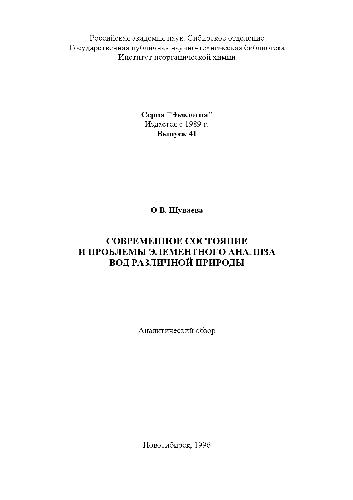 Российская академия наук. Сибирское отделение
Государственная публичная научно-техническая библиотека
Институт неорганической химии
Серия "Экология"
Издается с 1989 г.
Выпуск 41
О.В. Шуваева
СОВРЕМЕННОЕ СОСТОЯНИЕ
И ПРОБЛЕМЫ ЭЛЕМЕНТНОГО АНАЛИЗА
ВОД РАЗЛИЧНОЙ ПРИРОДЫ
Аналитический обзор
Новосибирск, 1996